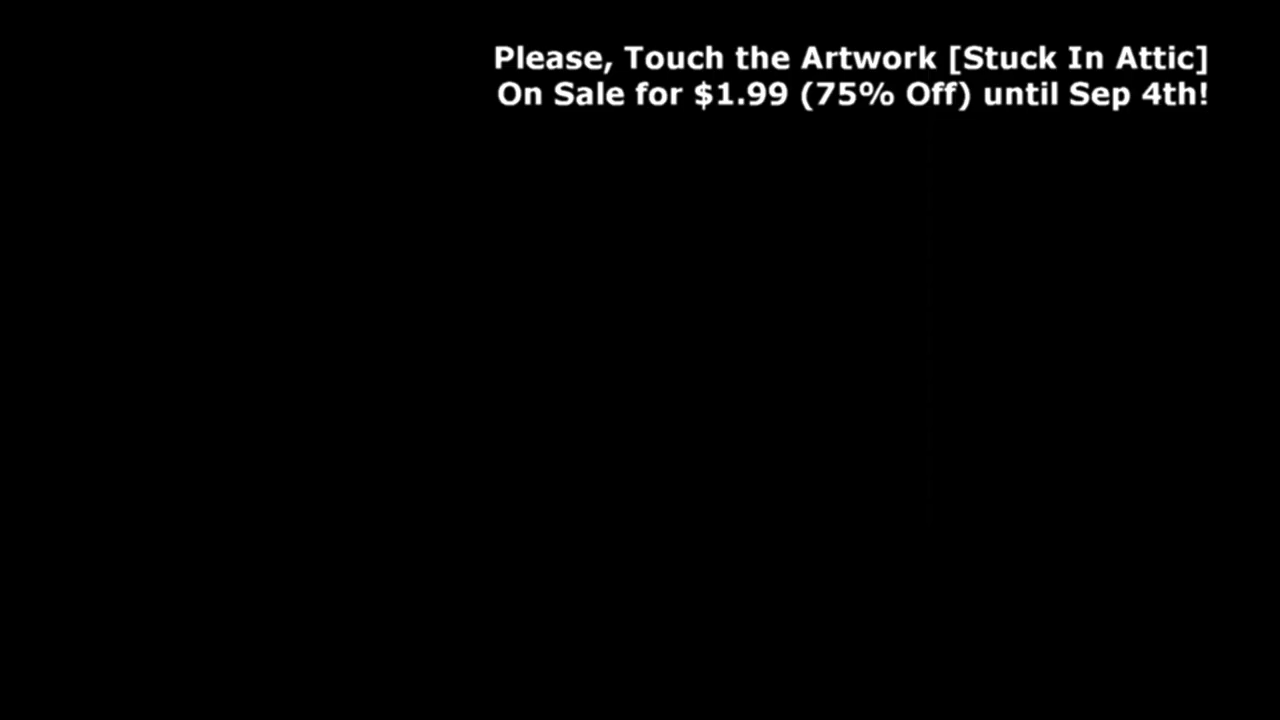 Please, Touch the Artwork [Stuck In Attic]
On Sale for $1.99 (75% Off) until Sep 4th!